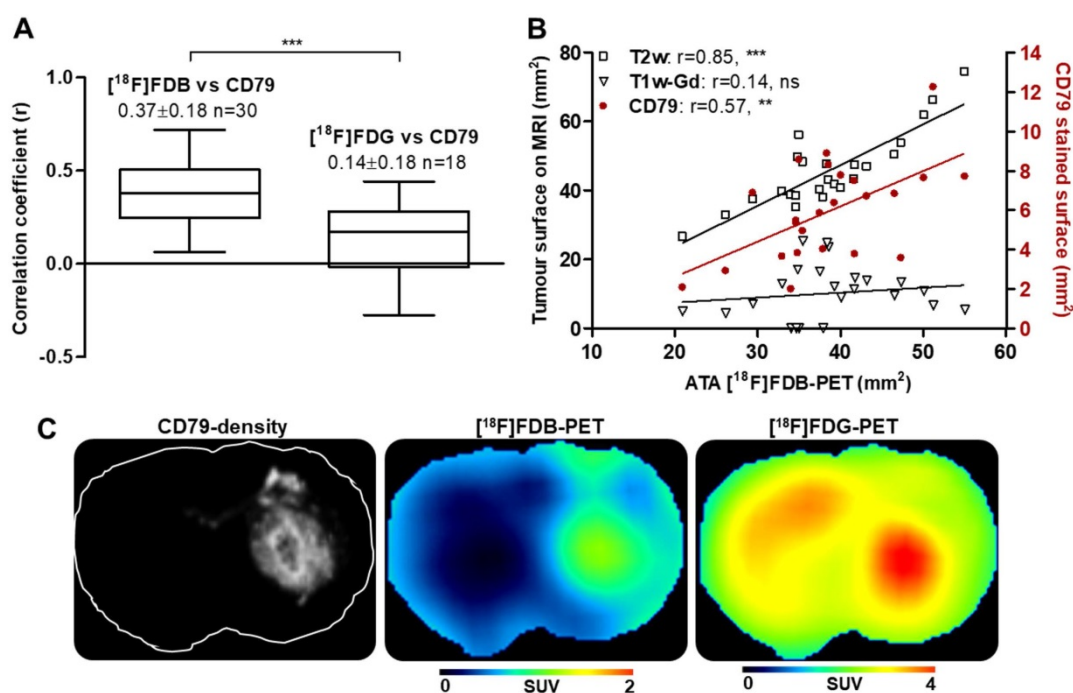 A
***
1.0
[¹⁸F]FDB vs CD79
0.37±0.18 n=30
[¹⁸F]FDG vs CD79
0.14±0.18 n=18
0.5
0.0
-0.5
Correlation coefficient (r)
B
80
60
40
20
0
Tumour surface on MRI (mm²)
T2w: r=0.85, ***
T1w-Gd: r=0.14, ns
CD79: r=0.57, **
14
12
10
8
6
4
2
0
CD79 stained surface (mm²)
10 20 30 40 50 60
ATA [¹⁸F]FDB-PET (mm²)
C
CD79-density
[¹⁸F]FDB-PET
[¹⁸F]FDG-PET
0 SUV 2
0 SUV 4